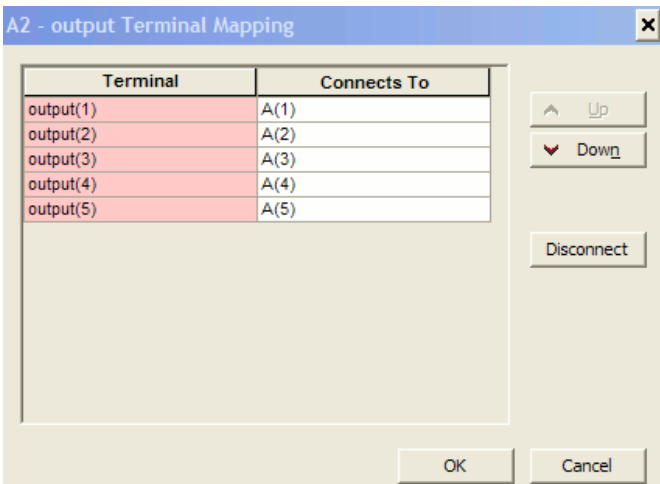 A2 - output Terminal Mapping
Terminal Connects To
output(1) A(1)
output(2) A(2)
output(3) A(3)
output(4) A(4)
output(5) A(5)
Up
Down
Disconnect
OK Cancel